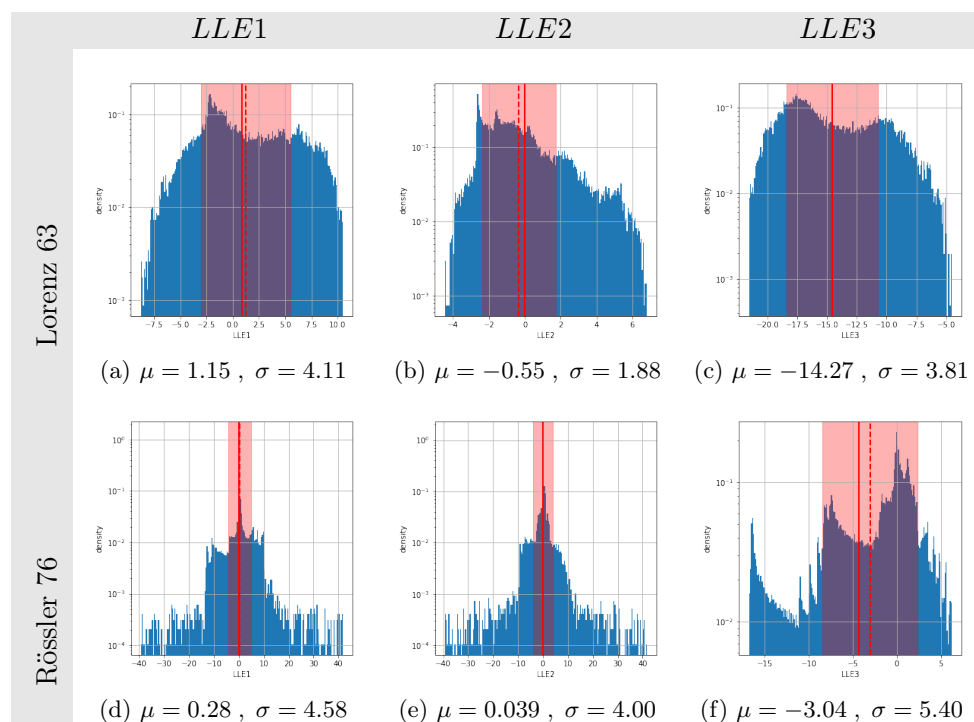 LLE1 LLE2 LLE3
Lorenz 63
density
10⁻¹
10⁻²
10⁻³
-7.5 -5.0 -2.5 0.0 2.5 5.0 7.5 10.0
LLE1
density
10⁻¹
10⁻²
10⁻³
-4 -2 0 2 4 6
LLE2
density
10⁻¹
10⁻²
10⁻³
-20.0 -17.5 -15.0 -12.5 -10.0 -7.5 -5.0
LLE3
(a) μ = 1.15 , σ = 4.11
(b) μ = −0.55 , σ = 1.88
(c) μ = −14.27 , σ = 3.81
Rössler 76
density
10⁰
10⁻¹
10⁻²
10⁻³
10⁻⁴
-40 -30 -20 -10 0 10 20 30 40
LLE1
density
10⁰
10⁻¹
10⁻²
10⁻³
10⁻⁴
-40 -30 -20 -10 0 10 20 30 40
LLE2
density
10⁻¹
10⁻²
-15 -10 -5 0 5
LLE3
(d) μ = 0.28 , σ = 4.58
(e) μ = 0.039 , σ = 4.00
(f) μ = −3.04 , σ = 5.40